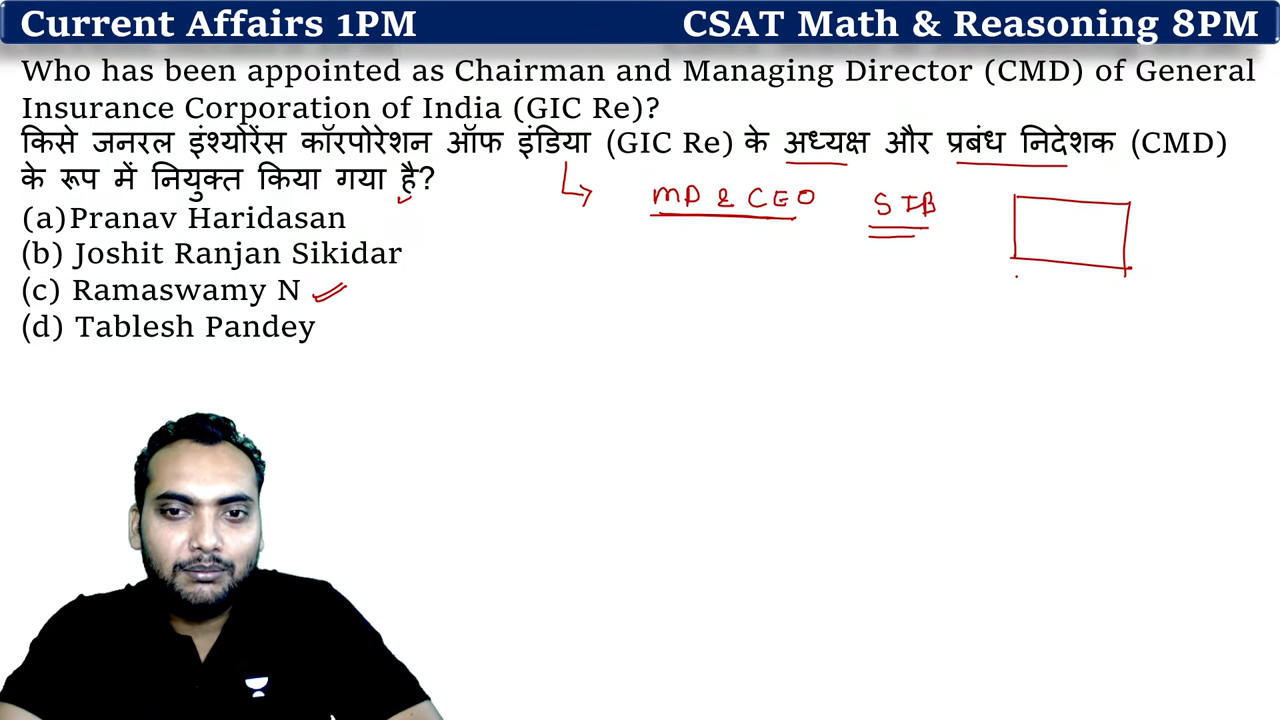 Current Affairs 1PM
CSAT Math & Reasoning 8PM
Who has been appointed as Chairman and Managing Director (CMD) of General
Insurance Corporation of India (GIC Re)?
किसे जनरल इंश्योरेंस कॉरपोरेशन ऑफ इंडिया (GIC Re) के अध्यक्ष और प्रबंध निदेशक (CMD)
के रूप में नियुक्त किया गया है?
MD & CEO STB
(a)Pranav Haridasan
(b) Joshit Ranjan Sikidar
(c) Ramaswamy N
(d) Tablesh Pandey